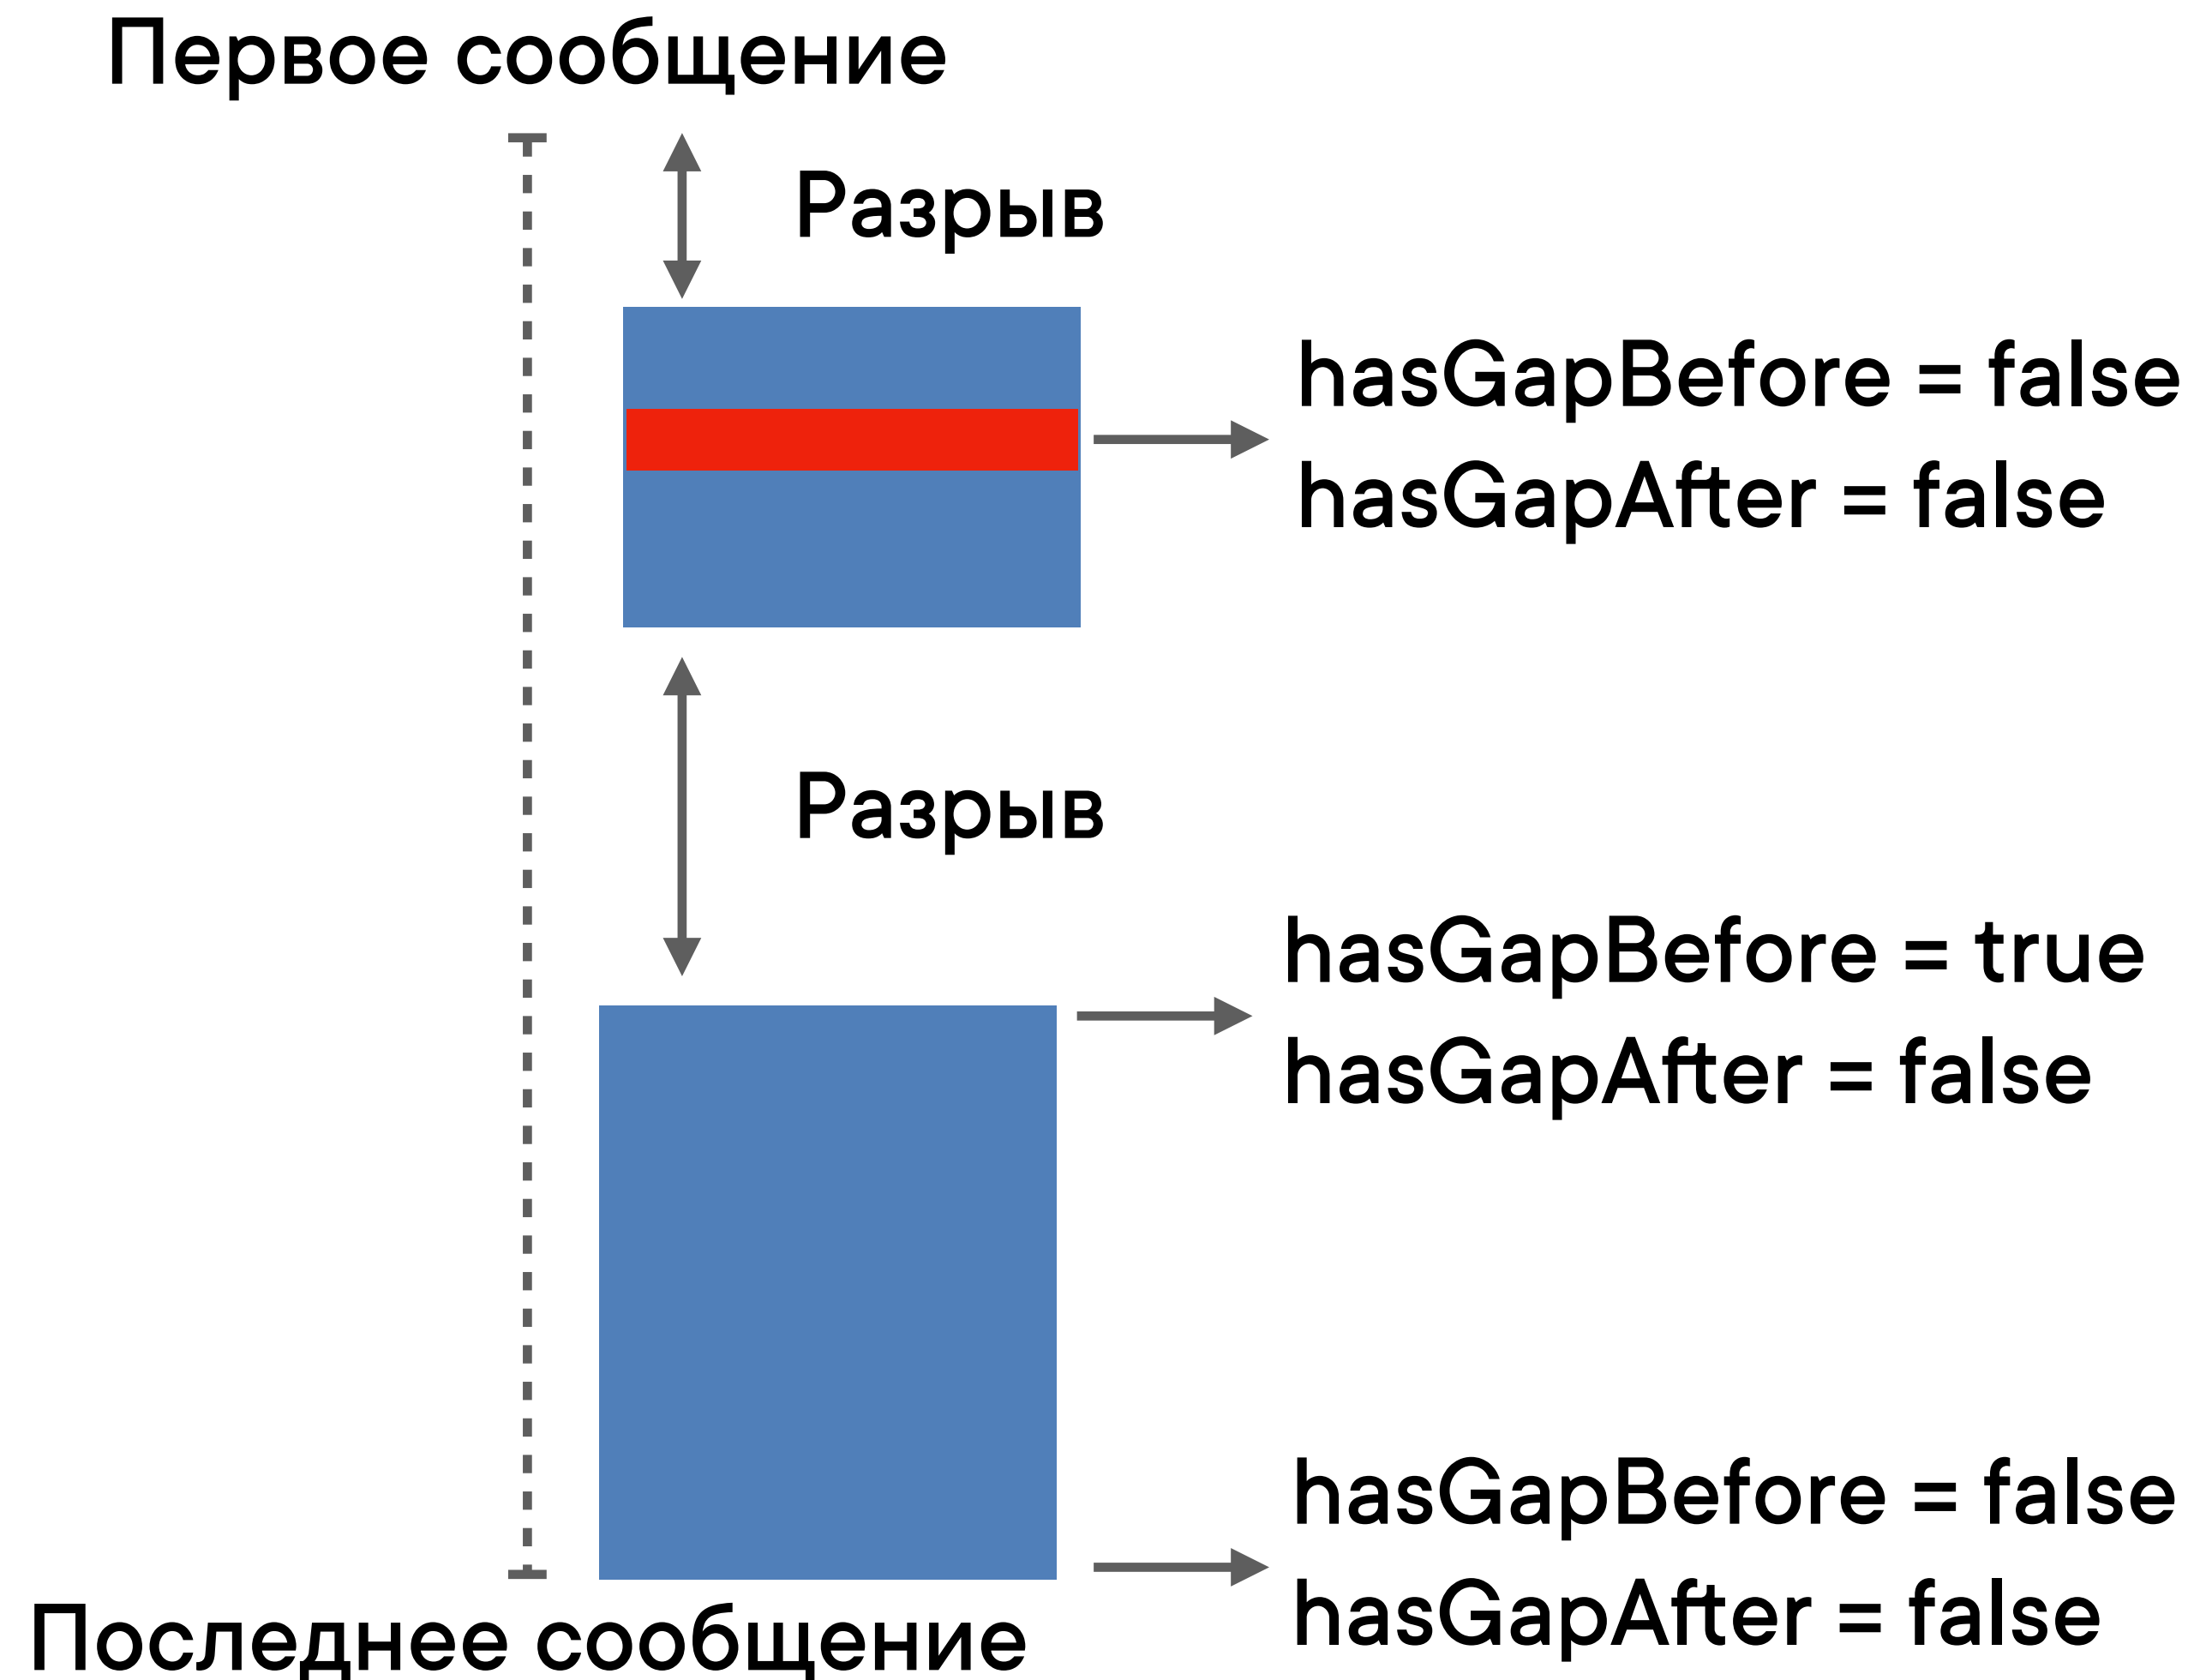 Первое сообщение
Разрыв
hasGapBefore = false
hasGapAfter = false
Разрыв
hasGapBefore = true
hasGapAfter = false
hasGapBefore = false
hasGapAfter = false
Последнее сообщение